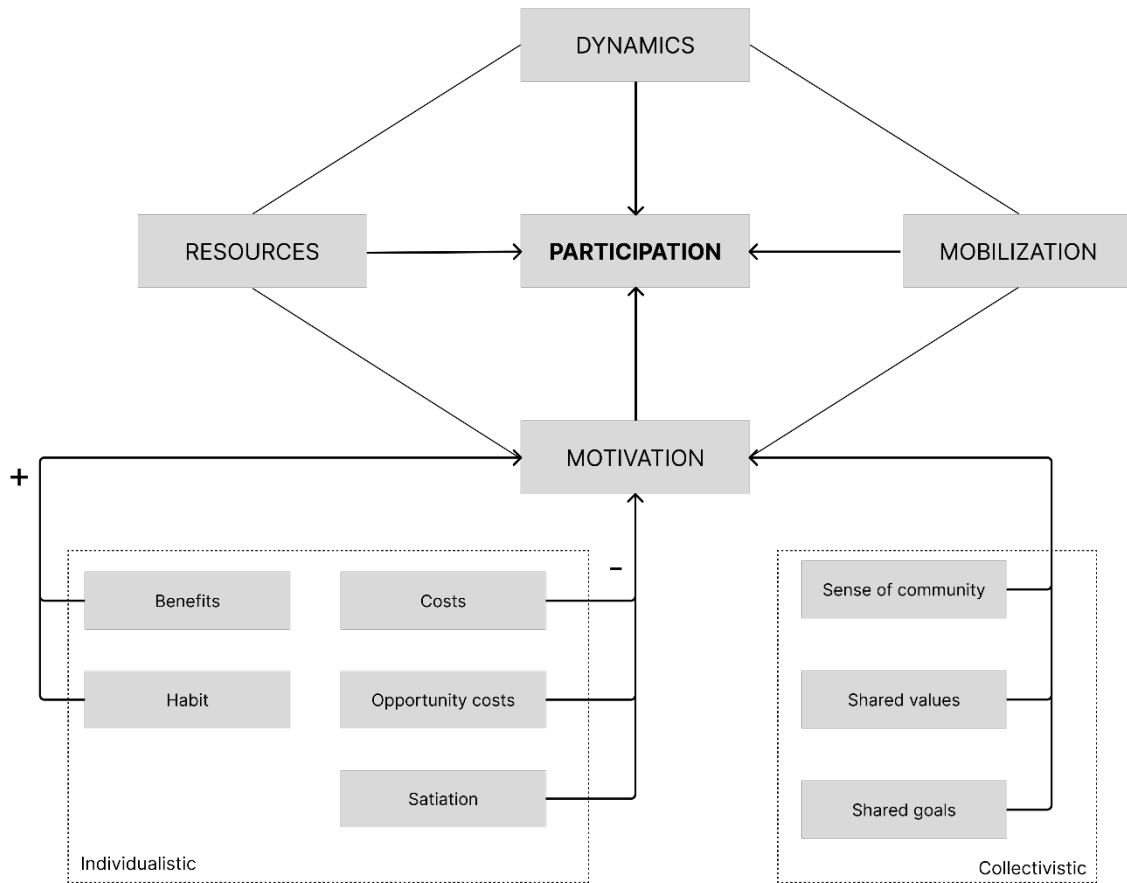 DYNAMICS
RESOURCES
PARTICIPATION
MOBILIZATION
MOTIVATION
+
–
Benefits
Costs
Sense of community
Habit
Opportunity costs
Shared values
Satiation
Shared goals
Individualistic
Collectivistic